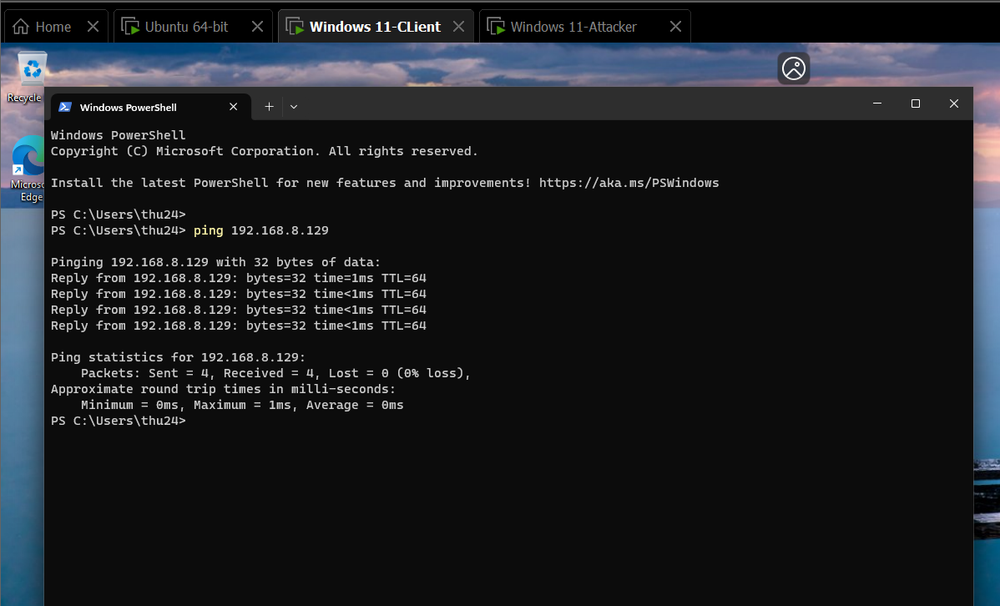 Home
Ubuntu 64-bit
Windows 11-CLient
Windows 11-Attacker
Recycle
Microso
Edge
Windows PowerShell
Windows PowerShell
Copyright (C) Microsoft Corporation. All rights reserved.
Install the latest PowerShell for new features and improvements! https://aka.ms/PSWindows
PS C:\Users\thu24>
PS C:\Users\thu24> ping 192.168.8.129
Pinging 192.168.8.129 with 32 bytes of data:
Reply from 192.168.8.129: bytes=32 time=1ms TTL=64
Reply from 192.168.8.129: bytes=32 time<1ms TTL=64
Reply from 192.168.8.129: bytes=32 time<1ms TTL=64
Reply from 192.168.8.129: bytes=32 time<1ms TTL=64
Ping statistics for 192.168.8.129:
    Packets: Sent = 4, Received = 4, Lost = 0 (0% loss),
Approximate round trip times in milli-seconds:
    Minimum = 0ms, Maximum = 1ms, Average = 0ms
PS C:\Users\thu24>